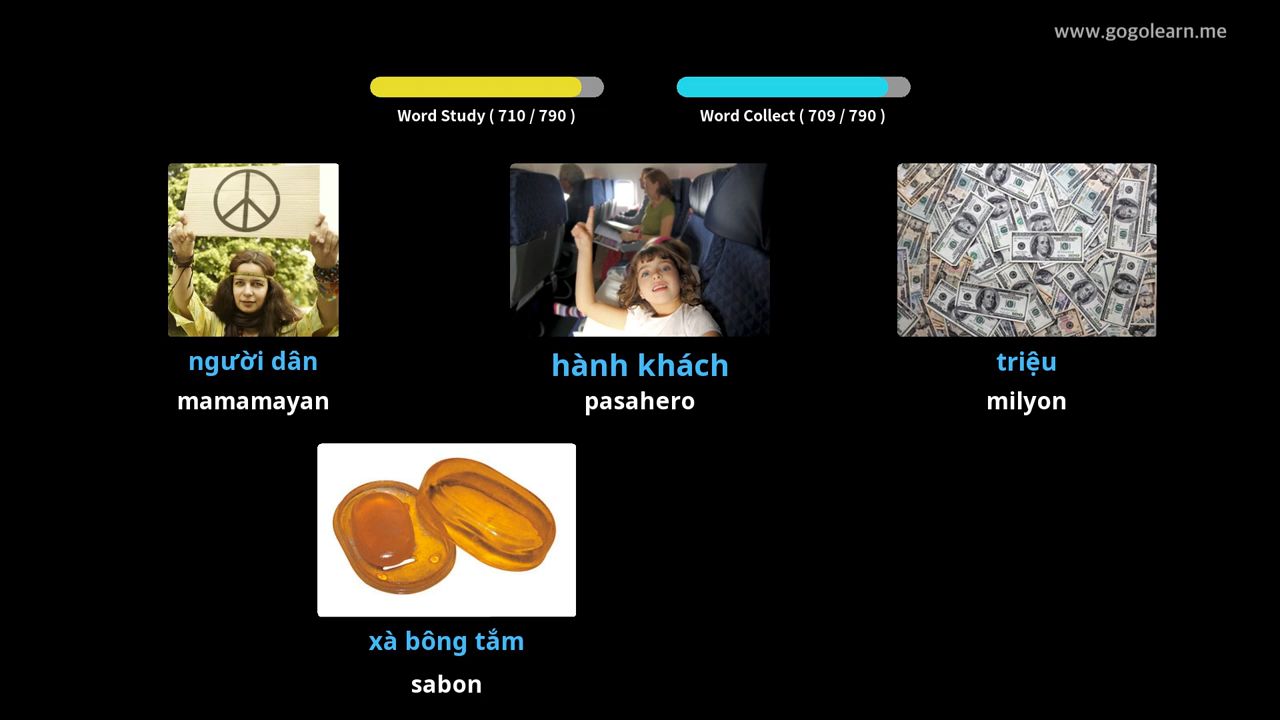 www.gogolearn.me
Word Study ( 710 / 790 )
Word Collect ( 709 / 790 )
người dân
mamamayan
hành khách
pasahero
triệu
milyon
xà bông tắm
sabon